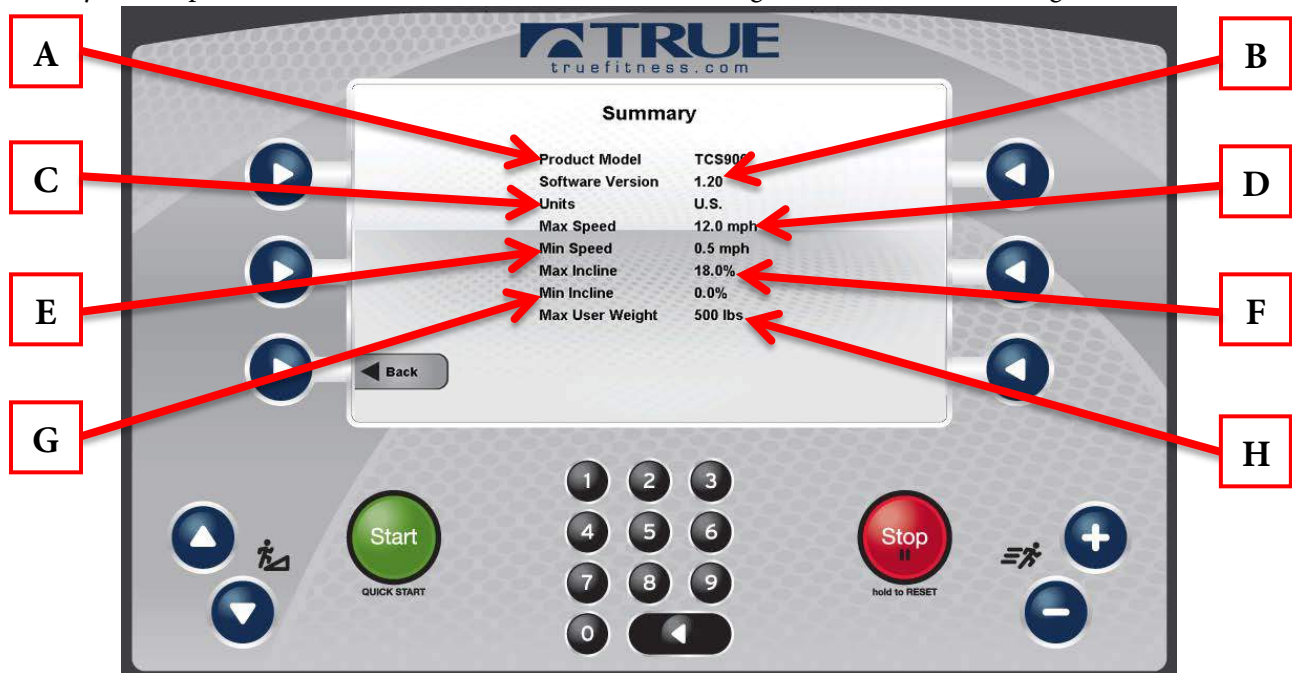 TRUE
truefitness.com
Summary
A
B
C
D
E
F
G
H
Product Model
Software Version 1.20
Units U.S.
Max Speed 12.0 mph
Min Speed 0.5 mph
Max Incline 18.0%
Min Incline 0.0%
Max User Weight 500 lbs
Back
1 2 3
4 5 6
7 8 9
0
Start
QUICK START
Stop
hold to RESET